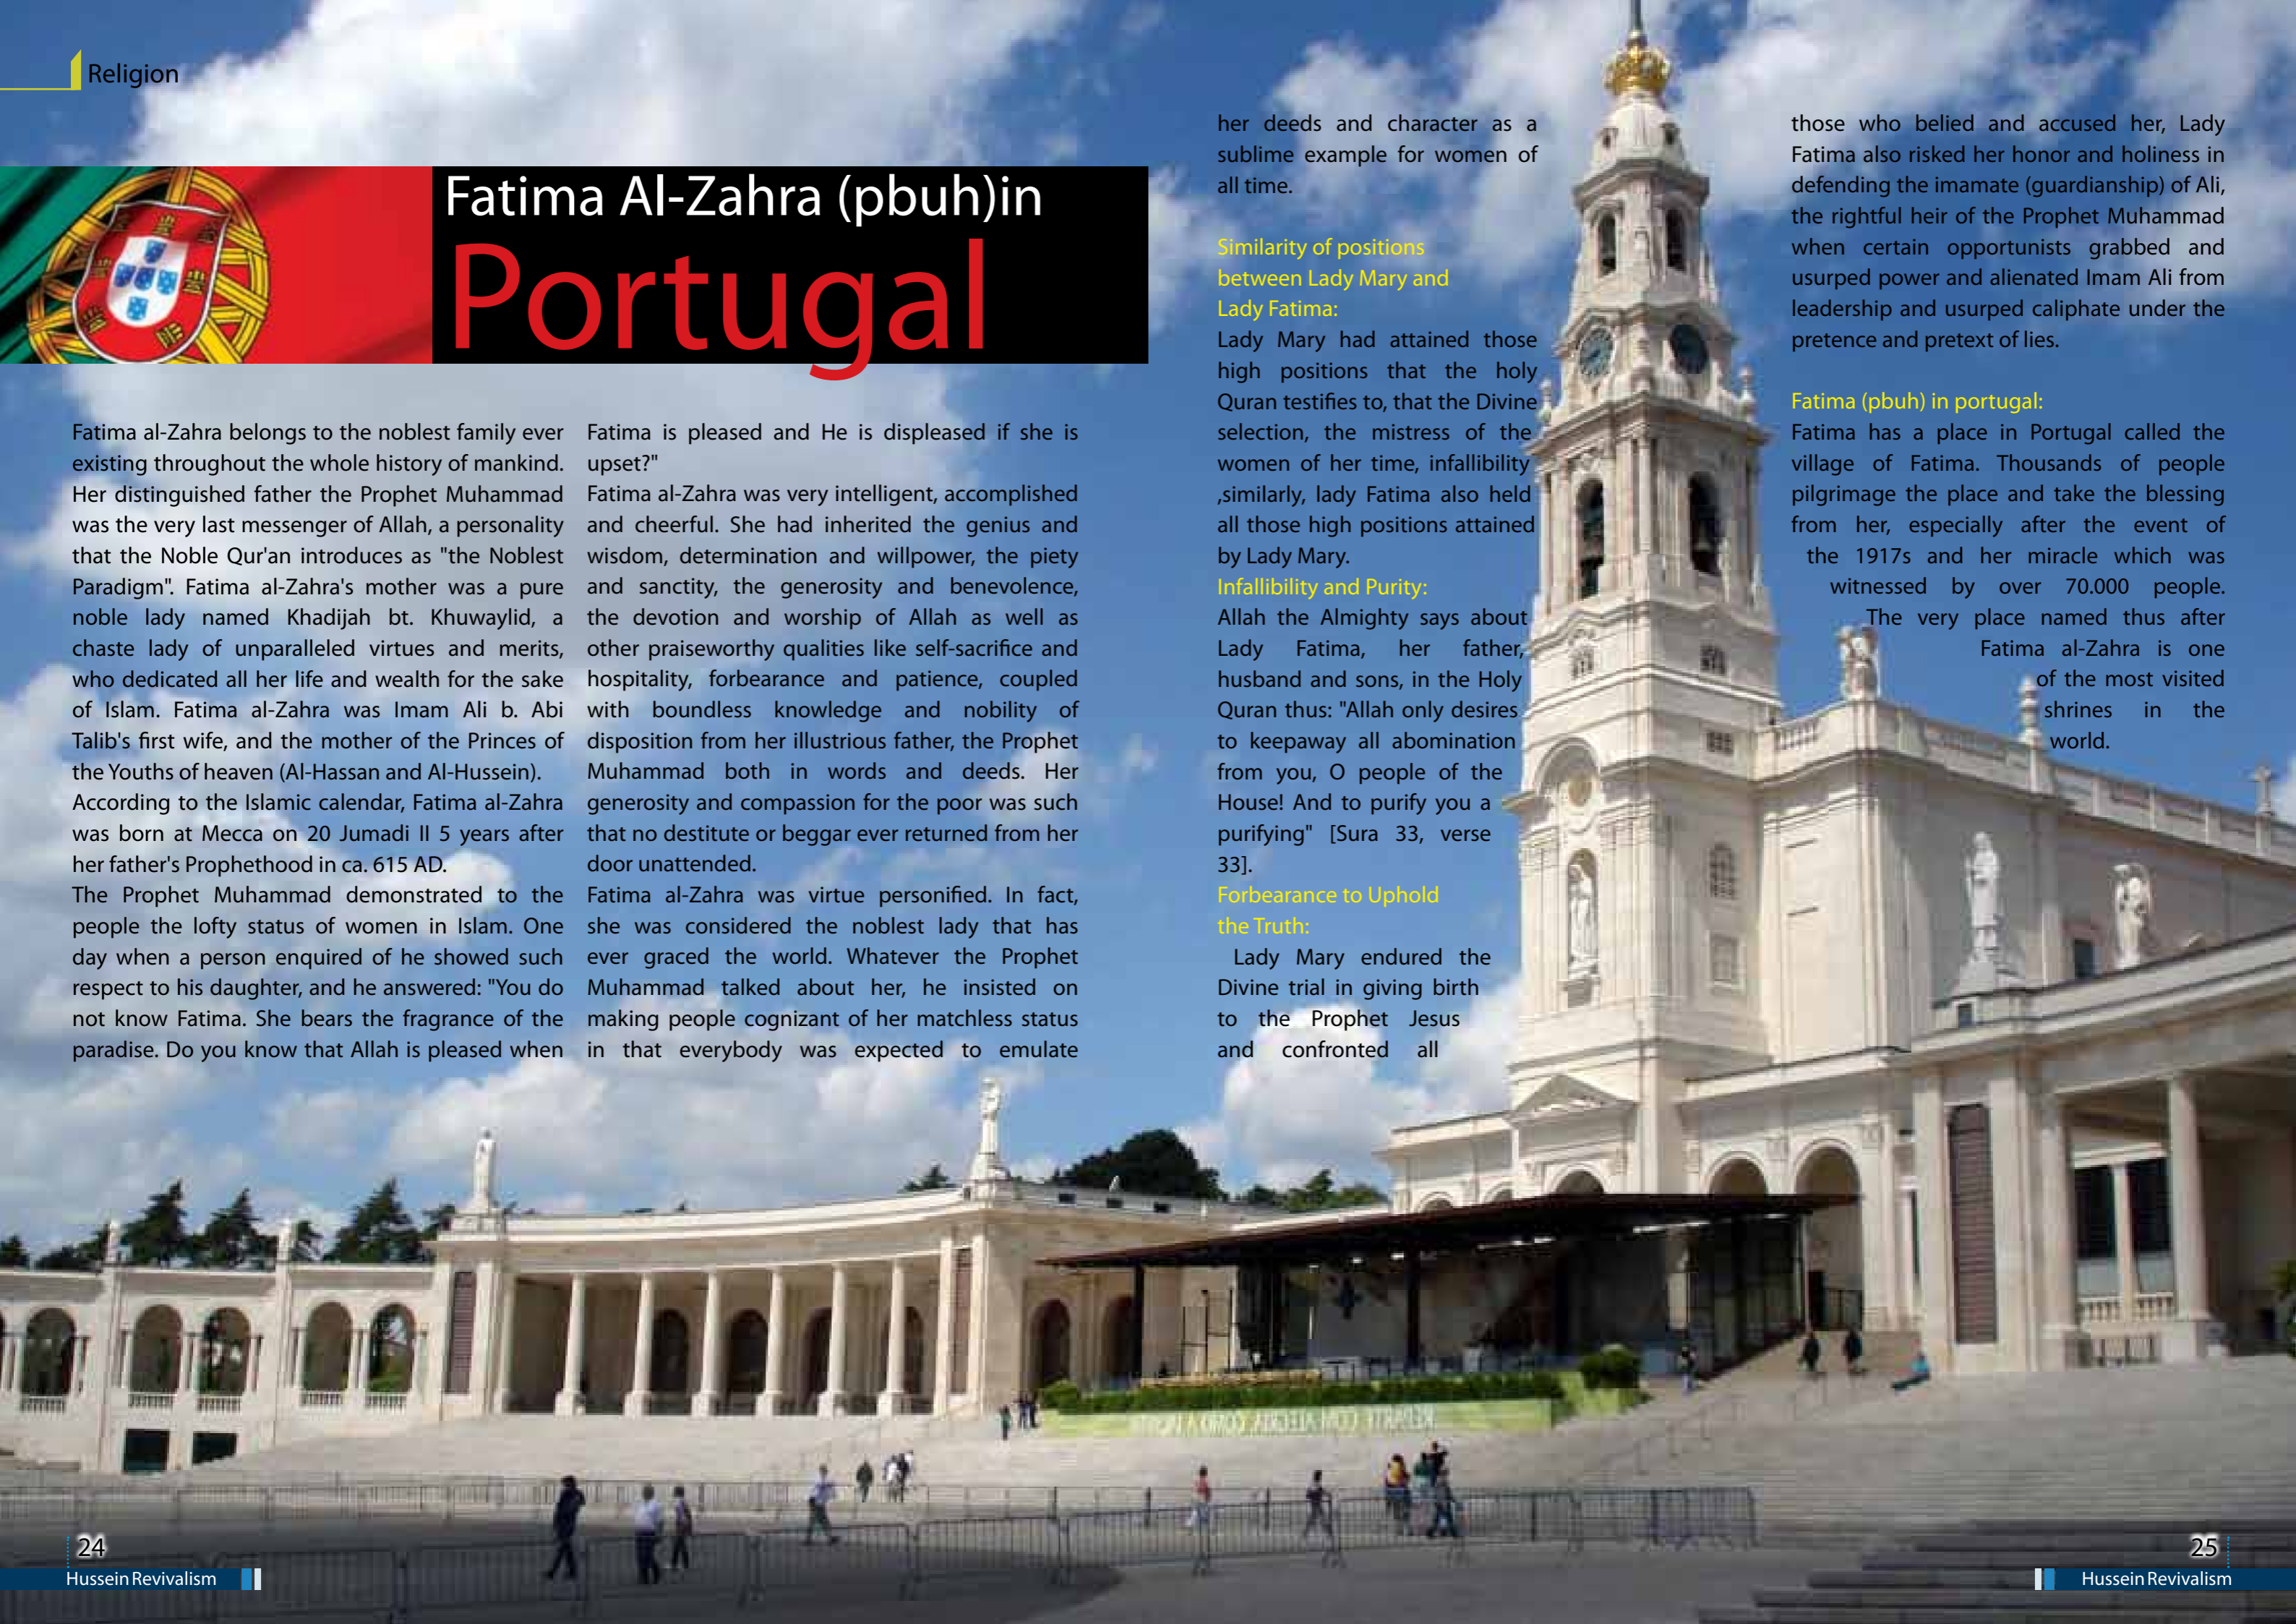 Religion
Fatima Al-Zahra (pbuh)in
Portugal
Fatima al-Zahra belongs to the noblest family ever
existing throughout the whole history of mankind.
Her distinguished father the Prophet Muhammad
was the very last messenger of Allah, a personality
that the Noble Qur'an introduces as "the Noblest
Paradigm". Fatima al-Zahra's mother was a pure
noble lady named Khadijah bt. Khuwaylid, a
chaste lady of unparalleled virtues and merits,
who dedicated all her life and wealth for the sake
of Islam. Fatima al-Zahra was Imam Ali b. Abi
Talib's first wife, and the mother of the Princes of
the Youths of heaven (Al-Hassan and Al-Hussein).
According to the Islamic calendar, Fatima al-Zahra
was born at Mecca on 20 Jumadi II 5 years after
her father's Prophethood in ca. 615 AD.
The Prophet Muhammad demonstrated to the
people the lofty status of women in Islam. One
day when a person enquired of he showed such
respect to his daughter, and he answered: "You do
not know Fatima. She bears the fragrance of the
paradise. Do you know that Allah is pleased when
Fatima is pleased and He is displeased if she is
upset?"
Fatima al-Zahra was very intelligent, accomplished
and cheerful. She had inherited the genius and
wisdom, determination and willpower, the piety
and sanctity, the generosity and benevolence,
the devotion and worship of Allah as well as
other praiseworthy qualities like self-sacrifice and
hospitality, forbearance and patience, coupled
with boundless knowledge and nobility of
disposition from her illustrious father, the Prophet
Muhammad both in words and deeds. Her
generosity and compassion for the poor was such
that no destitute or beggar ever returned from her
door unattended.
Fatima al-Zahra was virtue personified. In fact,
she was considered the noblest lady that has
ever graced the world. Whatever the Prophet
Muhammad talked about her, he insisted on
making people cognizant of her matchless status
in that everybody was expected to emulate
her deeds and character as a
sublime example for women of
all time.
Similarity of positions
between Lady Mary and
Lady Fatima:
Lady Mary had attained those
high positions that the holy
Quran testifies to, that the Divine
selection, the mistress of the
women of her time, infallibility
,similarly, lady Fatima also held
all those high positions attained
by Lady Mary.
Infallibility and Purity:
Allah the Almighty says about
Lady Fatima, her father,
husband and sons, in the Holy
Quran thus: "Allah only desires
to keepaway all abomination
from you, O people of the
House! And to purify you a
purifying" [Sura 33, verse
33].
Forbearance to Uphold
the Truth:
Lady Mary endured the
Divine trial in giving birth
to the Prophet Jesus
and confronted all
those who belied and accused her, Lady
Fatima also risked her honor and holiness in
defending the imamate (guardianship) of Ali,
the rightful heir of the Prophet Muhammad
when certain opportunists grabbed and
usurped power and alienated Imam Ali from
leadership and usurped caliphate under the
pretence and pretext of lies.
Fatima (pbuh) in portugal:
Fatima has a place in Portugal called the
village of Fatima. Thousands of people
pilgrimage the place and take the blessing
from her, especially after the event of
the 1917s and her miracle which was
witnessed by over 70.000 people.
The very place named thus after
Fatima al-Zahra is one
of the most visited
shrines in the
world.
24
Hussein Revivalism
25
Hussein Revivalism